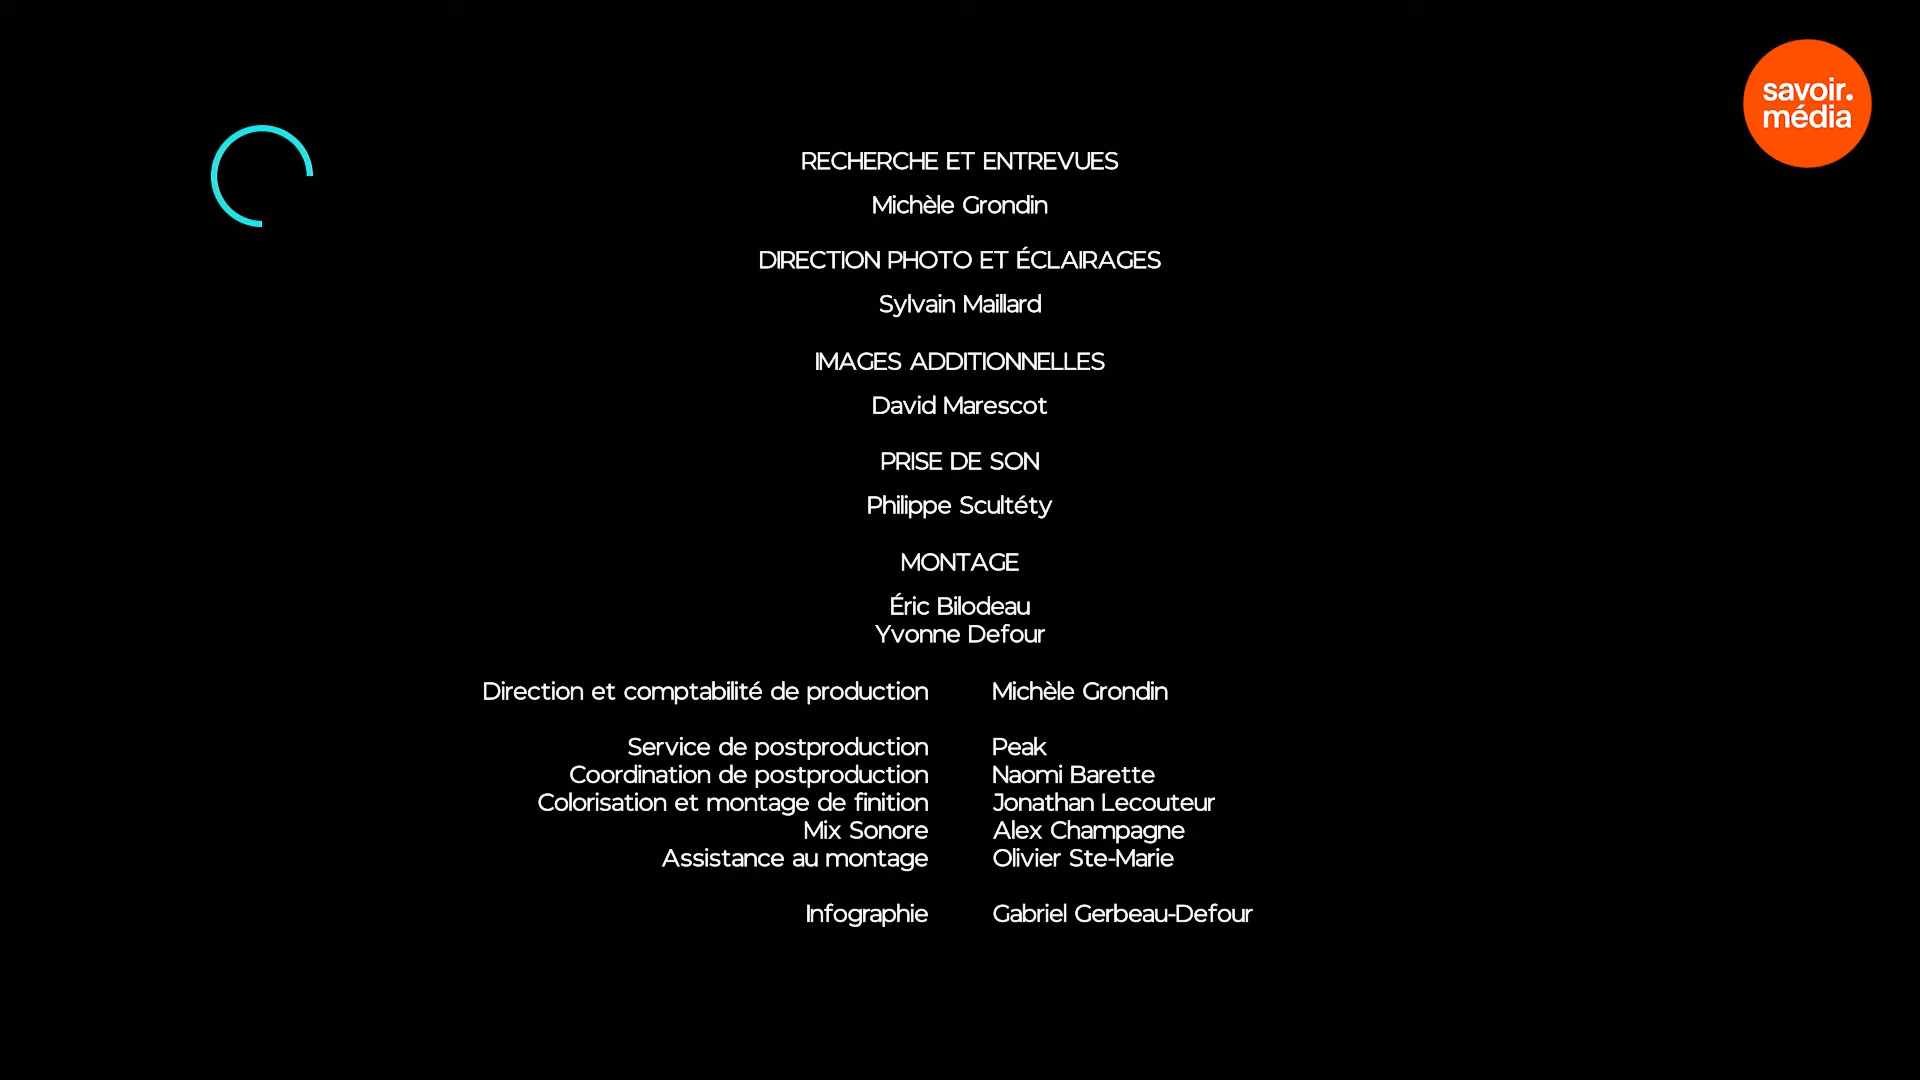 savoir.
média
RECHERCHE ET ENTREVUES
Michèle Grondin
DIRECTION PHOTO ET ÉCLAIRAGES
Sylvain Maillard
IMAGES ADDITIONNELLES
David Marescot
PRISE DE SON
Philippe Scultéty
MONTAGE
Éric Bilodeau
Yvonne Defour
Direction et comptabilité de production Michèle Grondin
Service de postproduction Peak
Coordination de postproduction Naomi Barette
Colorisation et montage de finition Jonathan Lecouteur
Mix Sonore Alex Champagne
Assistance au montage Olivier Ste-Marie
Infographie Gabriel Gerbeau-Defour